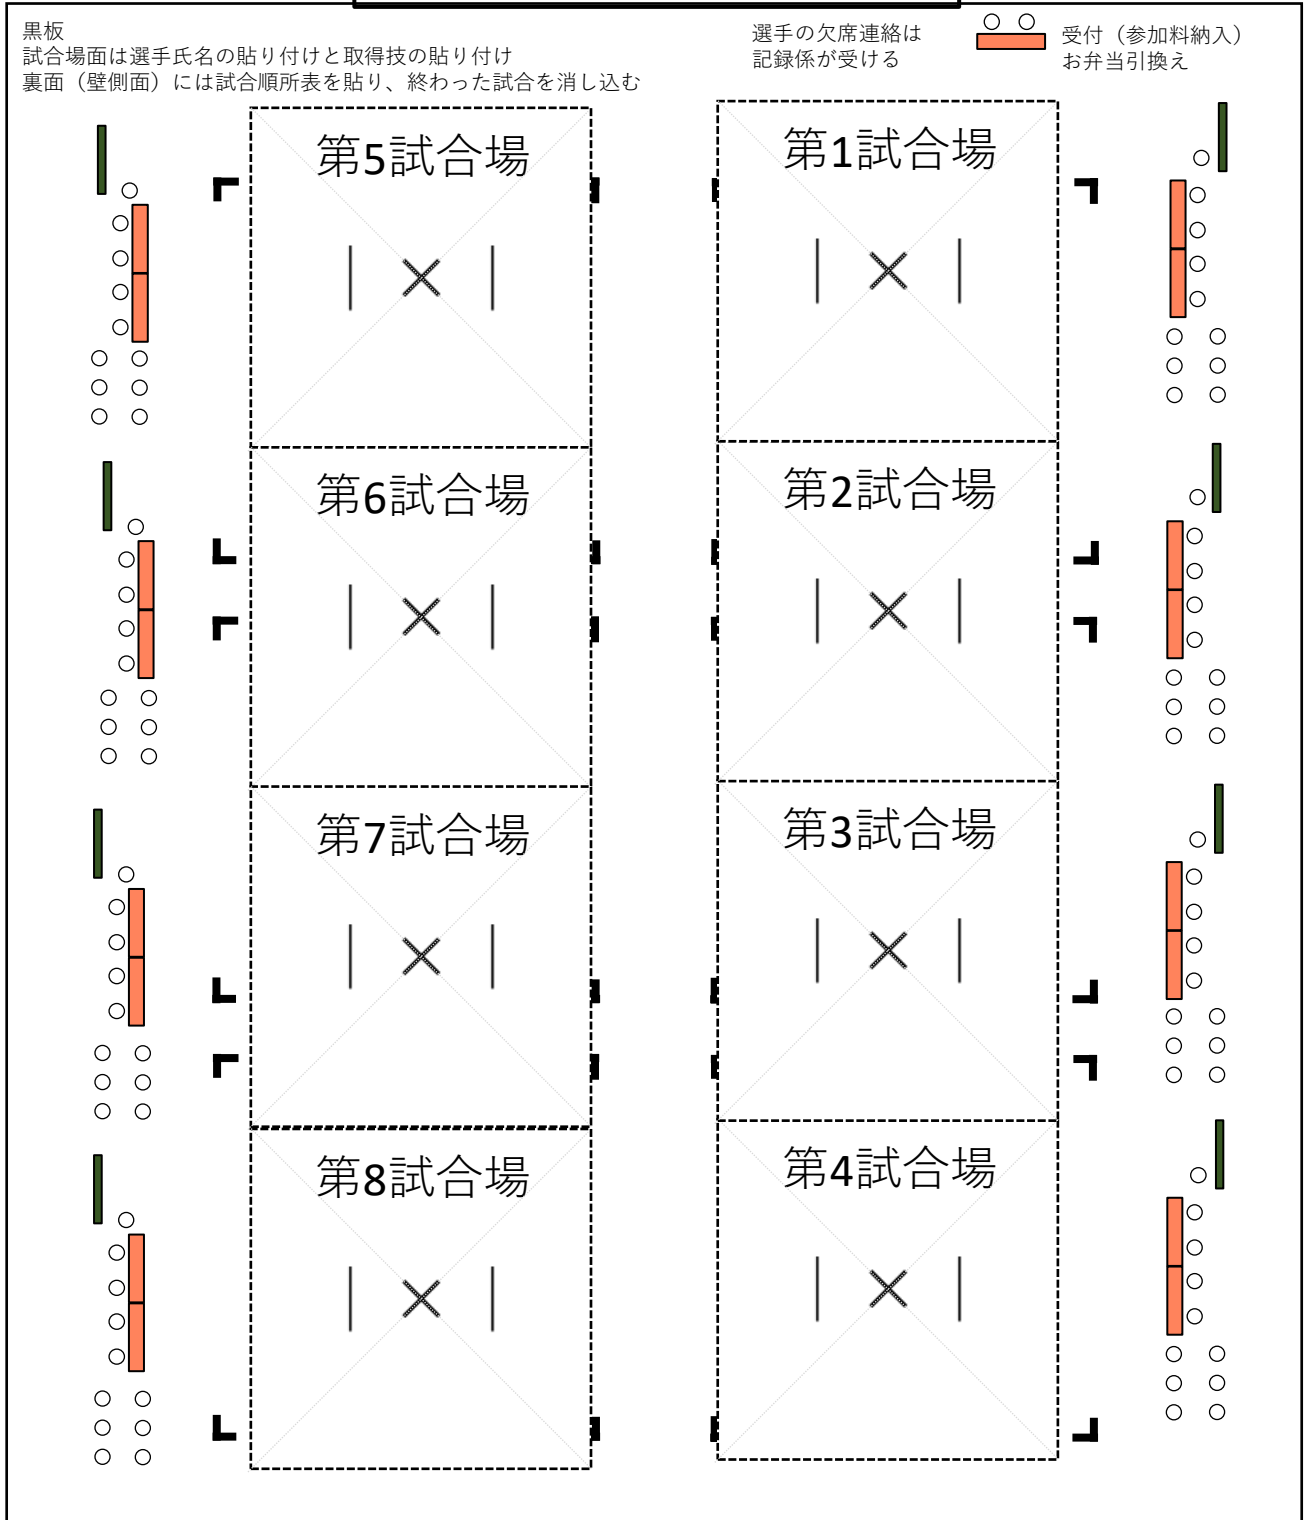 黒板
試合場面は選手氏名の貼り付けと取得技の貼り付け
裏面（壁側面）には試合順所表を貼り、終わった試合を消し込む
選手の欠席連絡は
記録係が受ける
受付（参加料納入）
お弁当引換え
第5試合場
第1試合場
第6試合場
第2試合場
第7試合場
第3試合場
第8試合場
第4試合場